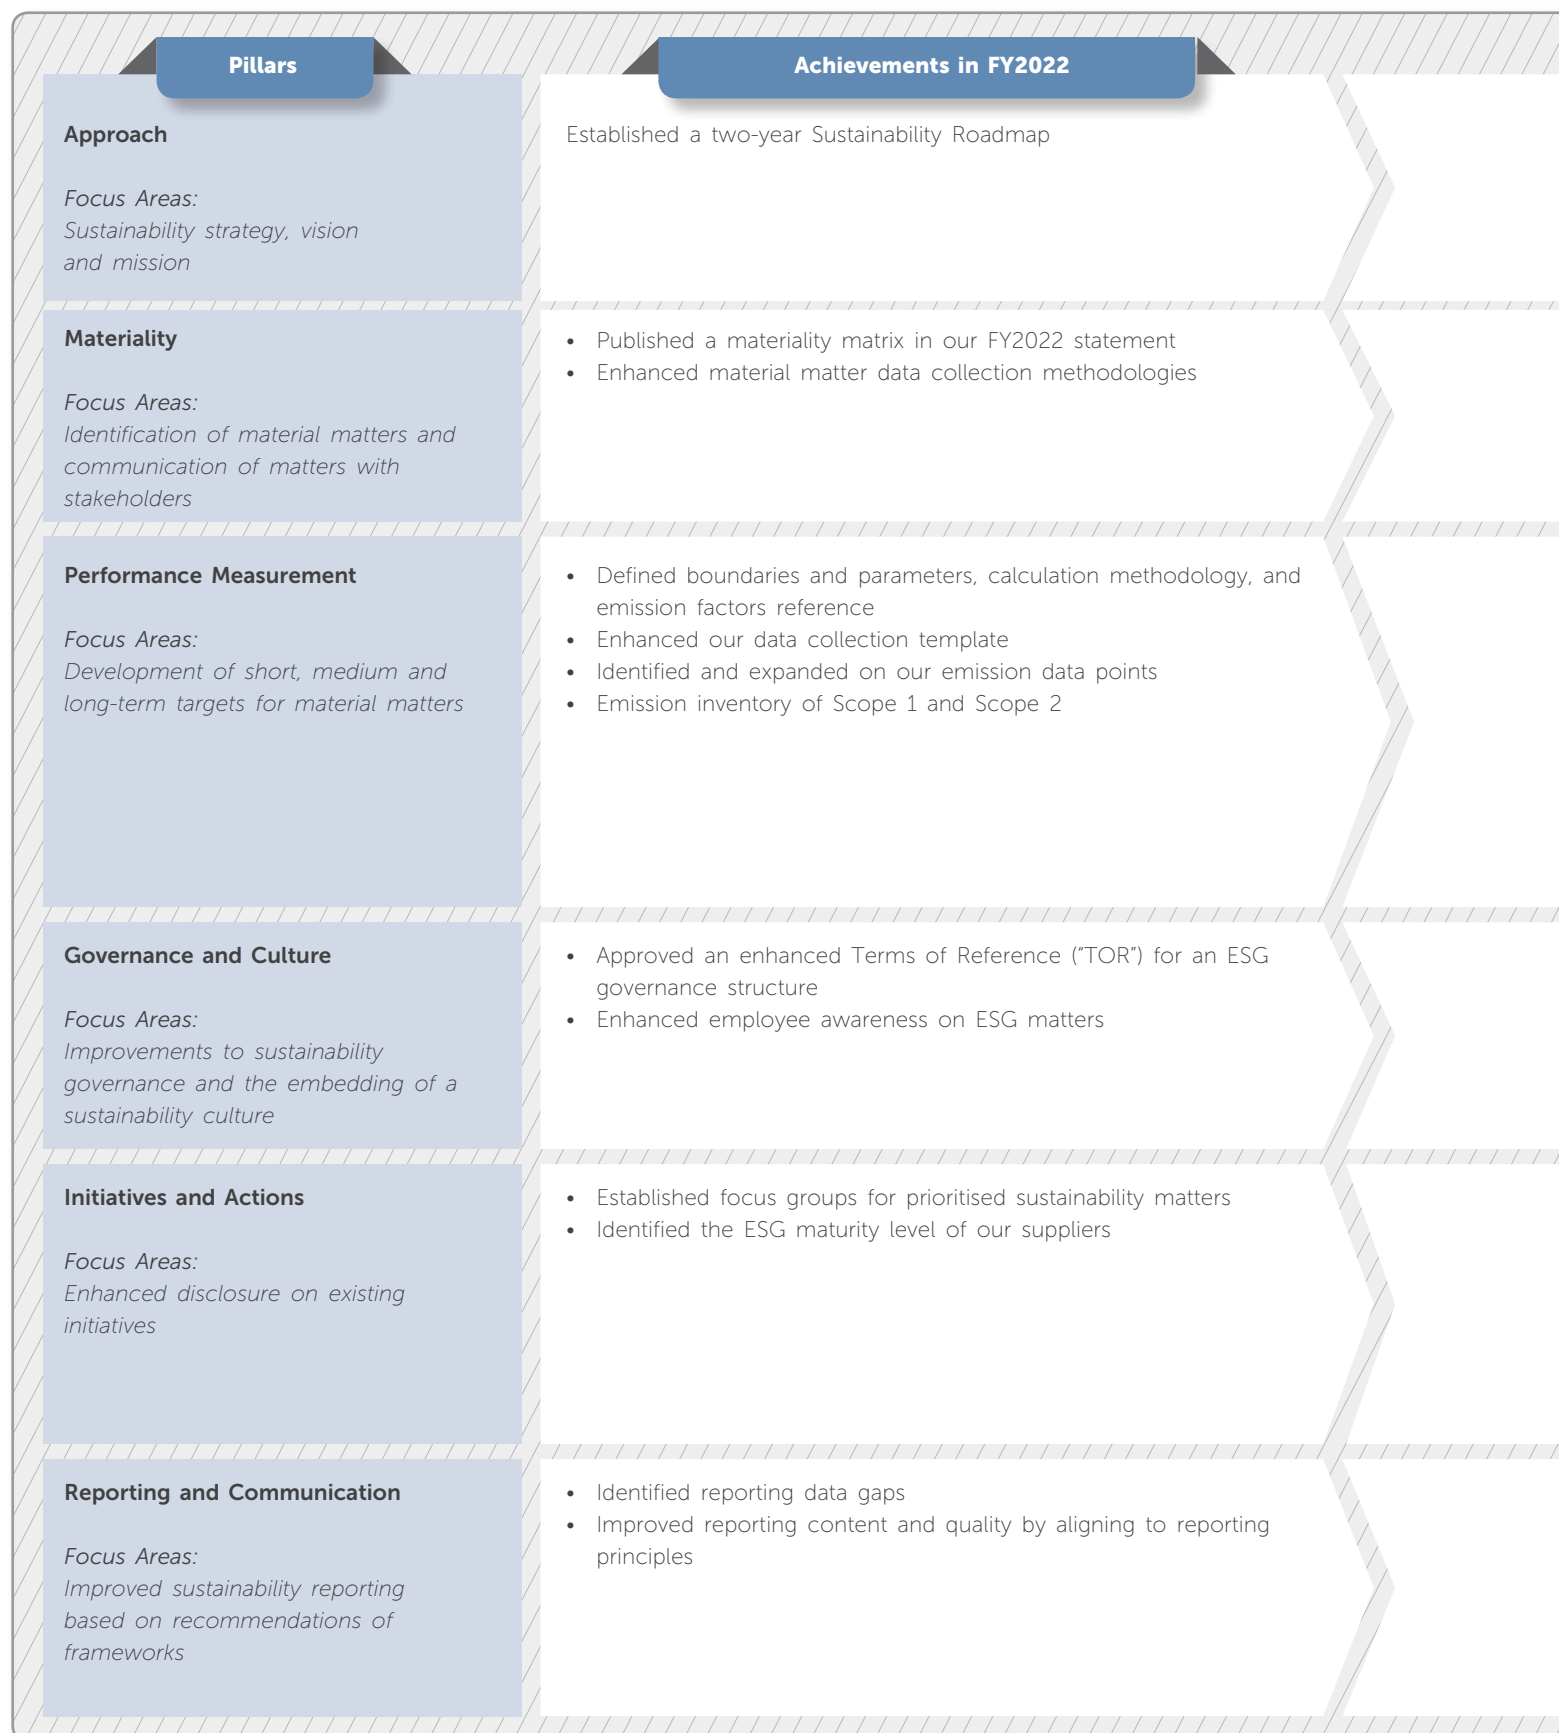 Pillars
Achievements in FY2022
Approach
Focus Areas:
Sustainability strategy, vision
and mission
Established a two-year Sustainability Roadmap
Materiality
Focus Areas:
Identification of material matters and
communication of matters with
stakeholders
• Published a materiality matrix in our FY2022 statement
• Enhanced material matter data collection methodologies
Performance Measurement
Focus Areas:
Development of short, medium and
long-term targets for material matters
• Defined boundaries and parameters, calculation methodology, and
emission factors reference
• Enhanced our data collection template
• Identified and expanded on our emission data points
• Emission inventory of Scope 1 and Scope 2
Governance and Culture
Focus Areas:
Improvements to sustainability
governance and the embedding of a
sustainability culture
• Approved an enhanced Terms of Reference (“TOR”) for an ESG
governance structure
• Enhanced employee awareness on ESG matters
Initiatives and Actions
Focus Areas:
Enhanced disclosure on existing
initiatives
• Established focus groups for prioritised sustainability matters
• Identified the ESG maturity level of our suppliers
Reporting and Communication
Focus Areas:
Improved sustainability reporting
based on recommendations of
frameworks
• Identified reporting data gaps
• Improved reporting content and quality by aligning to reporting
principles